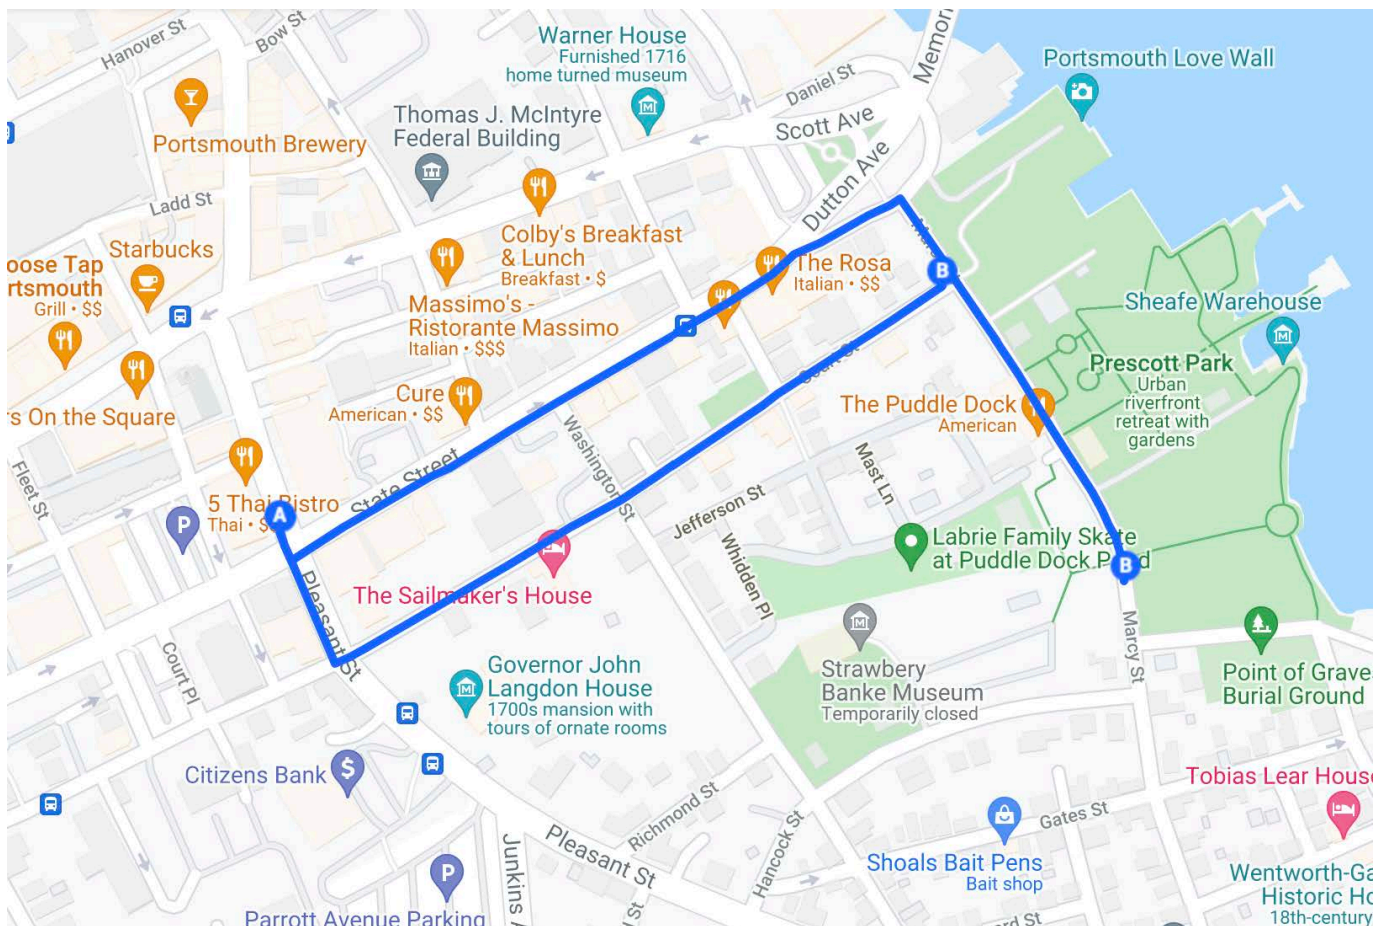 Hanover St
Bow St
Warner House
Furnished 1716
home turned museum
Memori
Portsmouth Love Wall
Daniel St
Scott Ave
Thomas J. McIntyre
Federal Building
Portsmouth Brewery
Dutton Ave
Ladd St
Starbucks
oose Tap
rtsmouth
Grill • $$
Colby's Breakfast
& Lunch
Breakfast • $
Massimo's -
Ristorante Massimo
Italian • $$$
The Rosa
Italian • $$
B
Sheafe Warehouse
Prescott Park
Urban
riverfront
retreat with
gardens
Court St
Cure
American • $$
rs On the Square
The Puddle Dock
American
Fleet St
State Street
Washington St
Mast Ln
5 Thai Bistro
Thai •
A
P
Jefferson St
Whidden Pl
Labrie Family Skate
at Puddle Dock Pond
B
The Sailmaker's House
Pleasant St
Court Pl
Marcy St
Governor John
Langdon House
1700s mansion with
tours of ornate rooms
Strawbery
Banke Museum
Temporarily closed
Point of Graves
Burial Ground
Citizens Bank
$
Tobias Lear House
Richmond St
Hancock St
Gates St
Pleasant St
Junkins A
Shoals Bait Pens
Bait shop
P
Parrott Avenue Parking
Wentworth-Ga
Historic Ho
18th-century